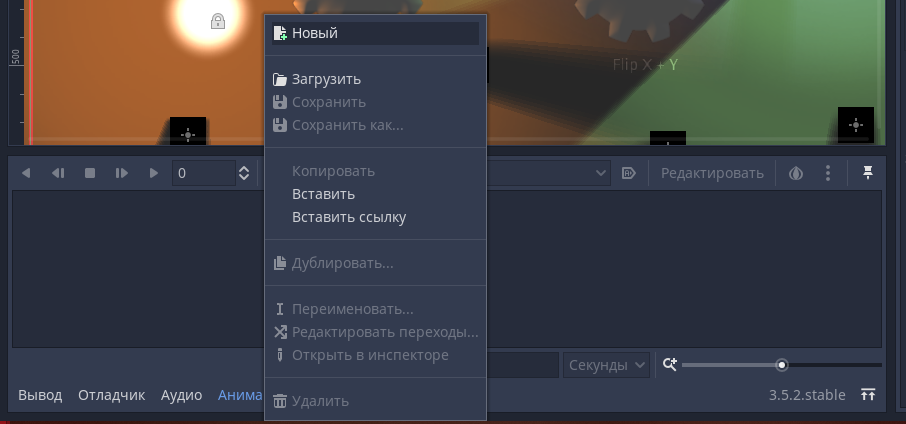 500
Flip X + Y
Новый
Загрузить
Сохранить
Сохранить как...
Копировать
Вставить
Вставить ссылку
Дублировать...
Переименовать...
Редактировать переходы...
Открыть в инспекторе
Удалить
0
Редактировать
Секунды
Вывод
Отладчик
Аудио
Анима
3.5.2.stable